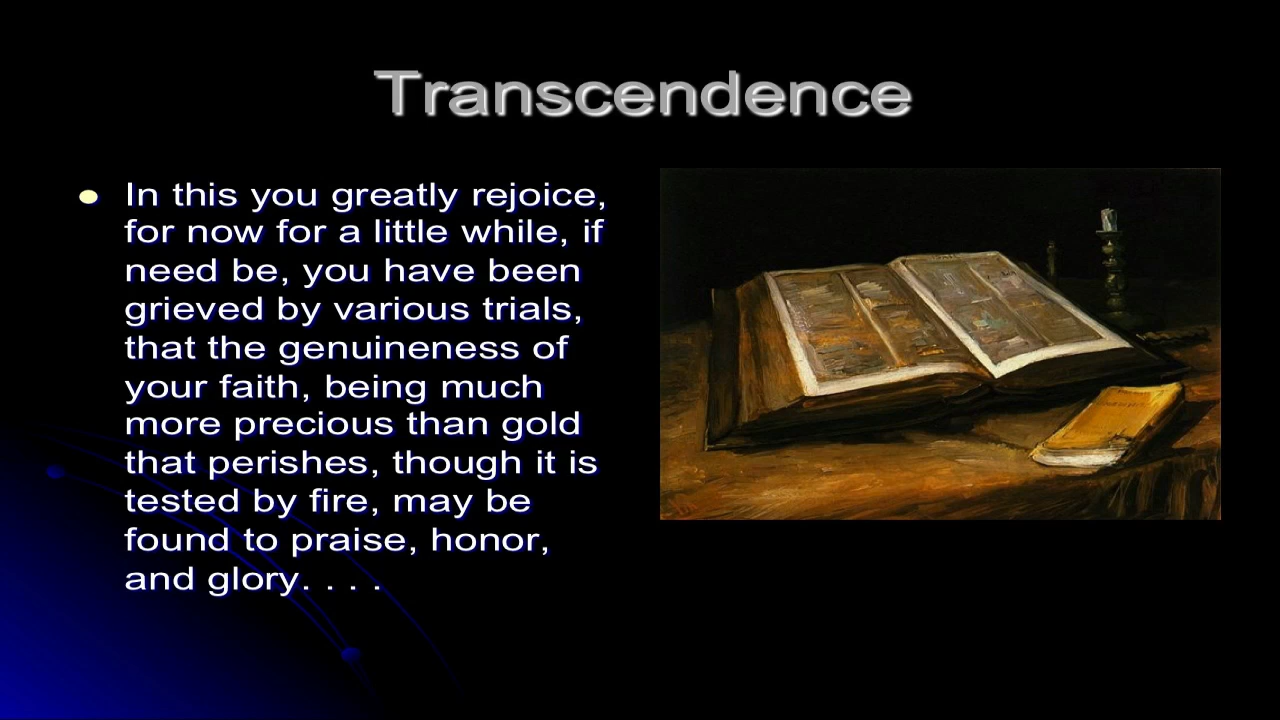 Transcendence
In this you greatly rejoice,
for now for a little while, if
need be, you have been
grieved by various trials,
that the genuineness of
your faith, being much
more precious than gold
that perishes, though it is
tested by fire, may be
found to praise, honor,
and glory. . . .